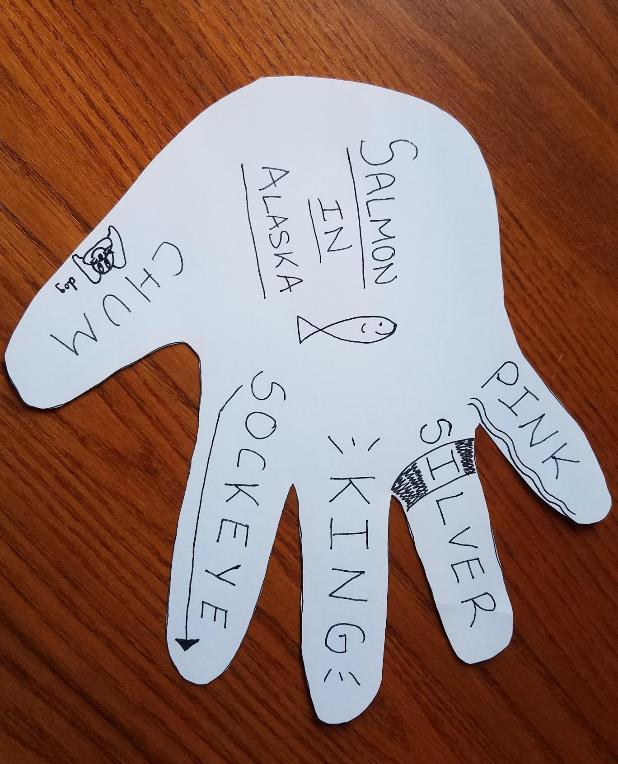 SALMON
IN
ALASKA
CHUM
dog
SOCKEYE
KING
SILVER
PINK